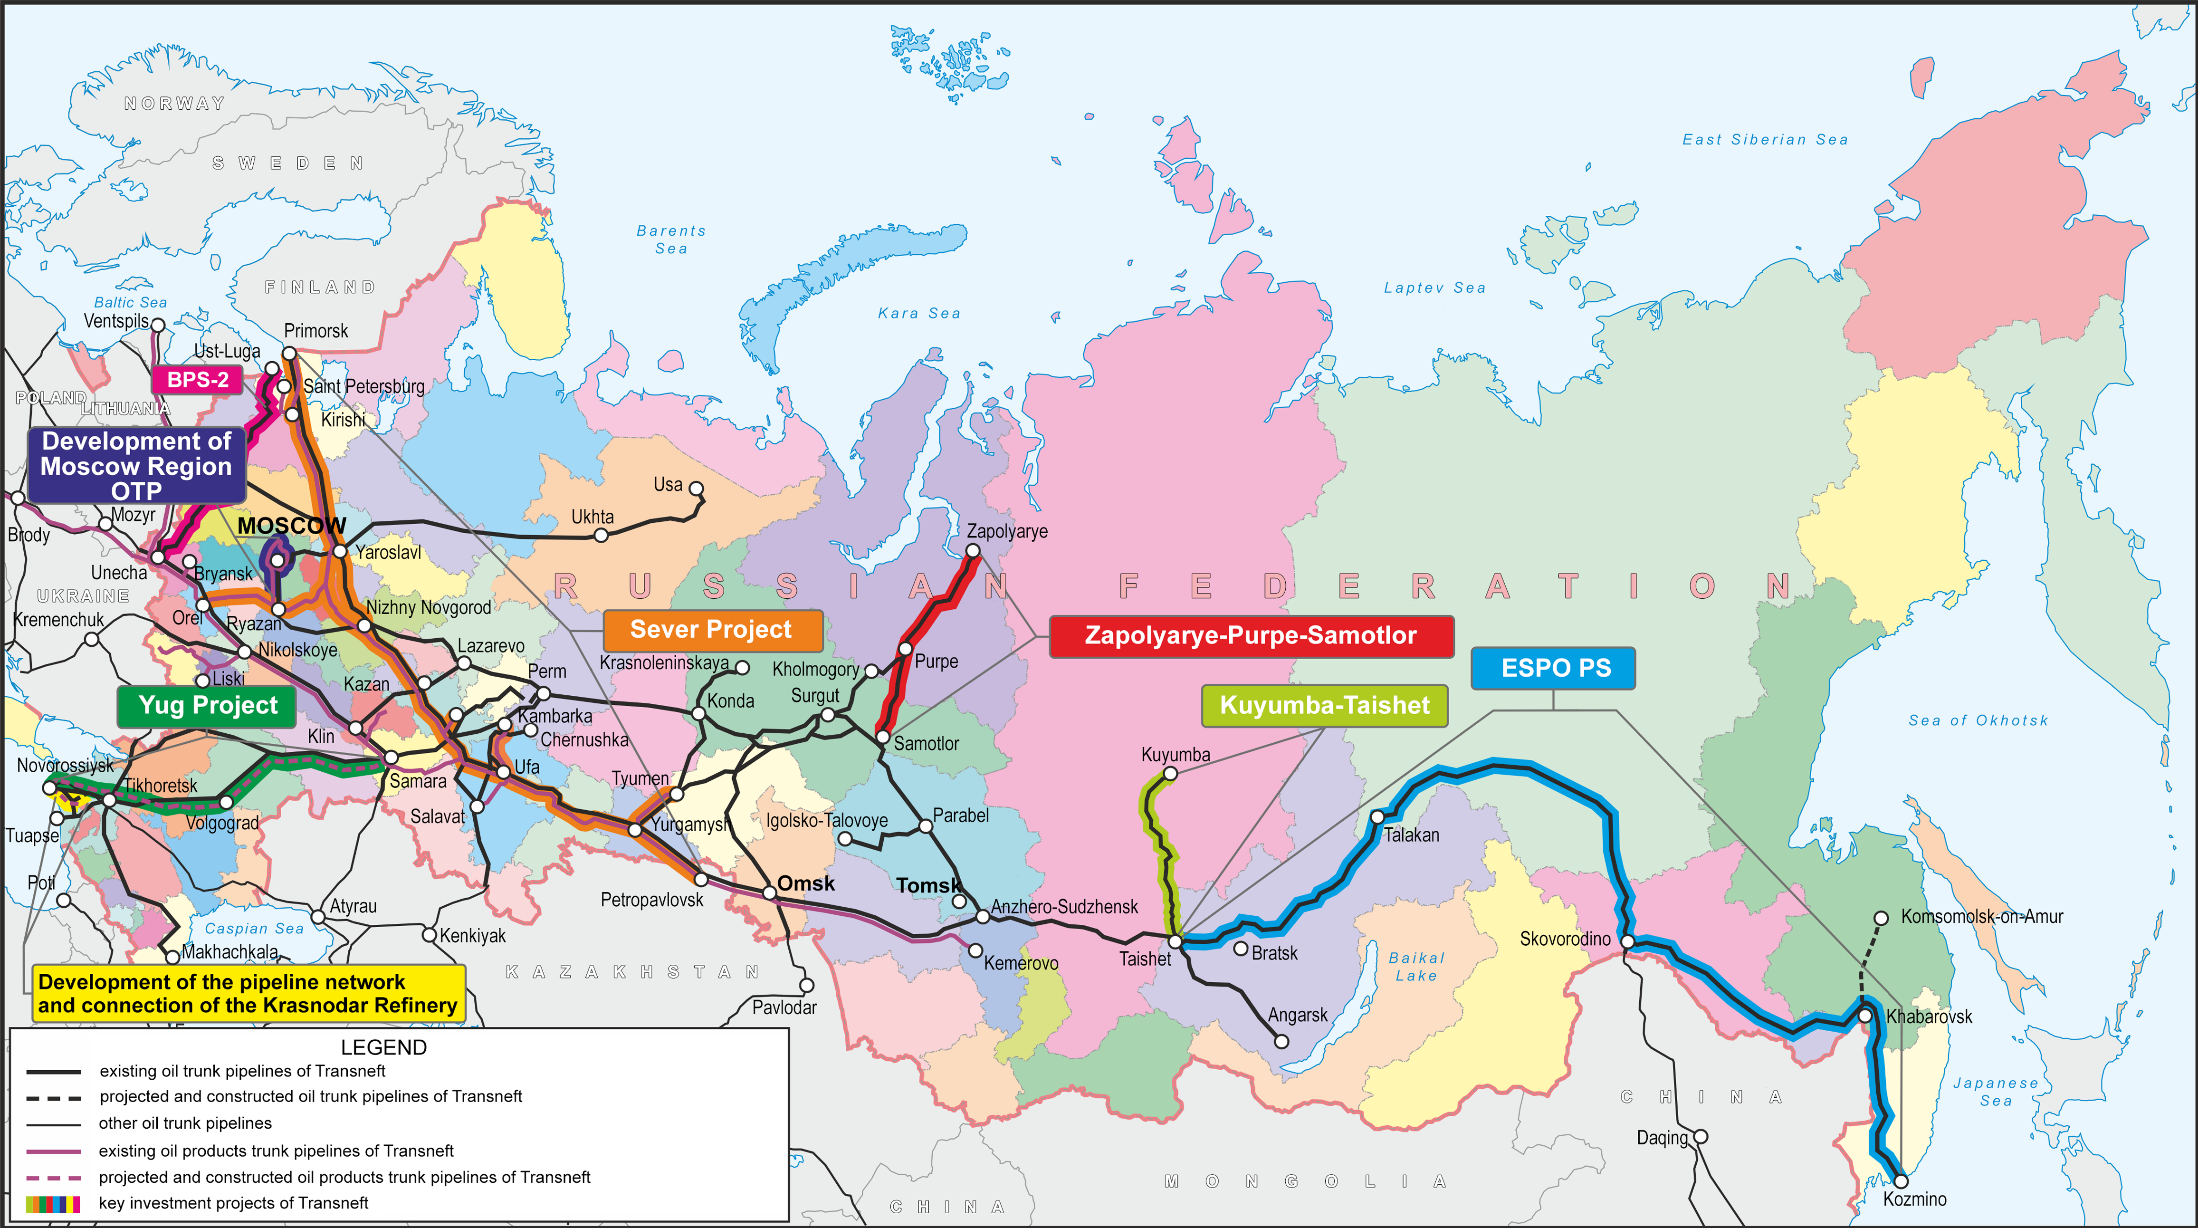 NORWAY
SWEDEN
FINLAND
East Siberian Sea
Barents
Sea
Laptev Sea
Kara Sea
Baltic Sea
Ventspils
Primorsk
Ust-Luga
BPS-2
Saint Petersburg
POLAND
LITHUANIA
Kirishi
Development of
Moscow Region
OTP
Usa
Mozyr
Ukhta
MOSCOW
Brody
Zapolyarye
Yaroslavl
Unecha
Bryansk
RUSSIAN FEDERATION
UKRAINE
Kremenchuk
Orel
Ryazan
Nizhny Novgorod
Sever Project
Zapolyarye-Purpe-Samotlor
Nikolskoye
Lazarevo
Krasnoleninskaya
Kholmogory
Purpe
ESPO PS
Liski
Kazan
Perm
Konda
Surgut
Yug Project
Kuyumba-Taishet
Kambarka
Sea of Okhotsk
Klin
Chernushka
Samotlor
Kuyumba
Novorossiysk
Tikhoretsk
Samara
Ufa
Tyumen
Volgograd
Salavat
Yurgamysh
Igolsko-Talovoye
Parabel
Tuapse
Talakan
Poti
Petropavlovsk
Omsk
Tomsk
Atyrau
Anzhero-Sudzhensk
Komsomolsk-on-Amur
Caspian Sea
Kenkiyak
Skovorodino
Makhachkala
Taishet
Bratsk
Baikal
Lake
Kemerovo
KAZAKHSTAN
Development of the pipeline network
and connection of the Krasnodar Refinery
Pavlodar
Angarsk
Khabarovsk
LEGEND
existing oil trunk pipelines of Transneft
projected and constructed oil trunk pipelines of Transneft
other oil trunk pipelines
existing oil products trunk pipelines of Transneft
projected and constructed oil products trunk pipelines of Transneft
key investment projects of Transneft
Japanese
Sea
CHINA
Daqing
MONGOLIA
CHINA
Kozmino